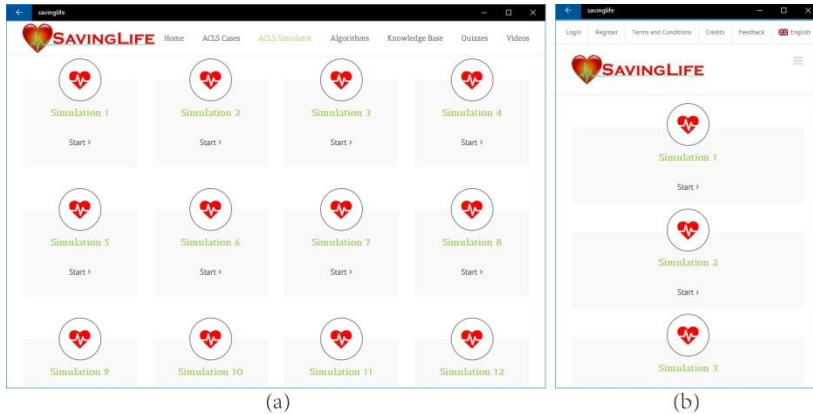 savinglife
SAVINGLIFE Home ACLS Cases ACLS Simulator Algorithms Knowledge Base Quizzes Videos
Simulation 1 Simulation 2 Simulation 3 Simulation 4
Start > Start > Start > Start >
Simulation 5 Simulation 6 Simulation 7 Simulation 8
Start > Start > Start > Start >
Simulation 9 Simulation 10 Simulation 11 Simulation 12
(a)
savinglife
Login Register Terms and Conditions Credits Feedback English
SAVINGLIFE
Simulation 1
Start >
Simulation 2
Start >
Simulation 3
(b)